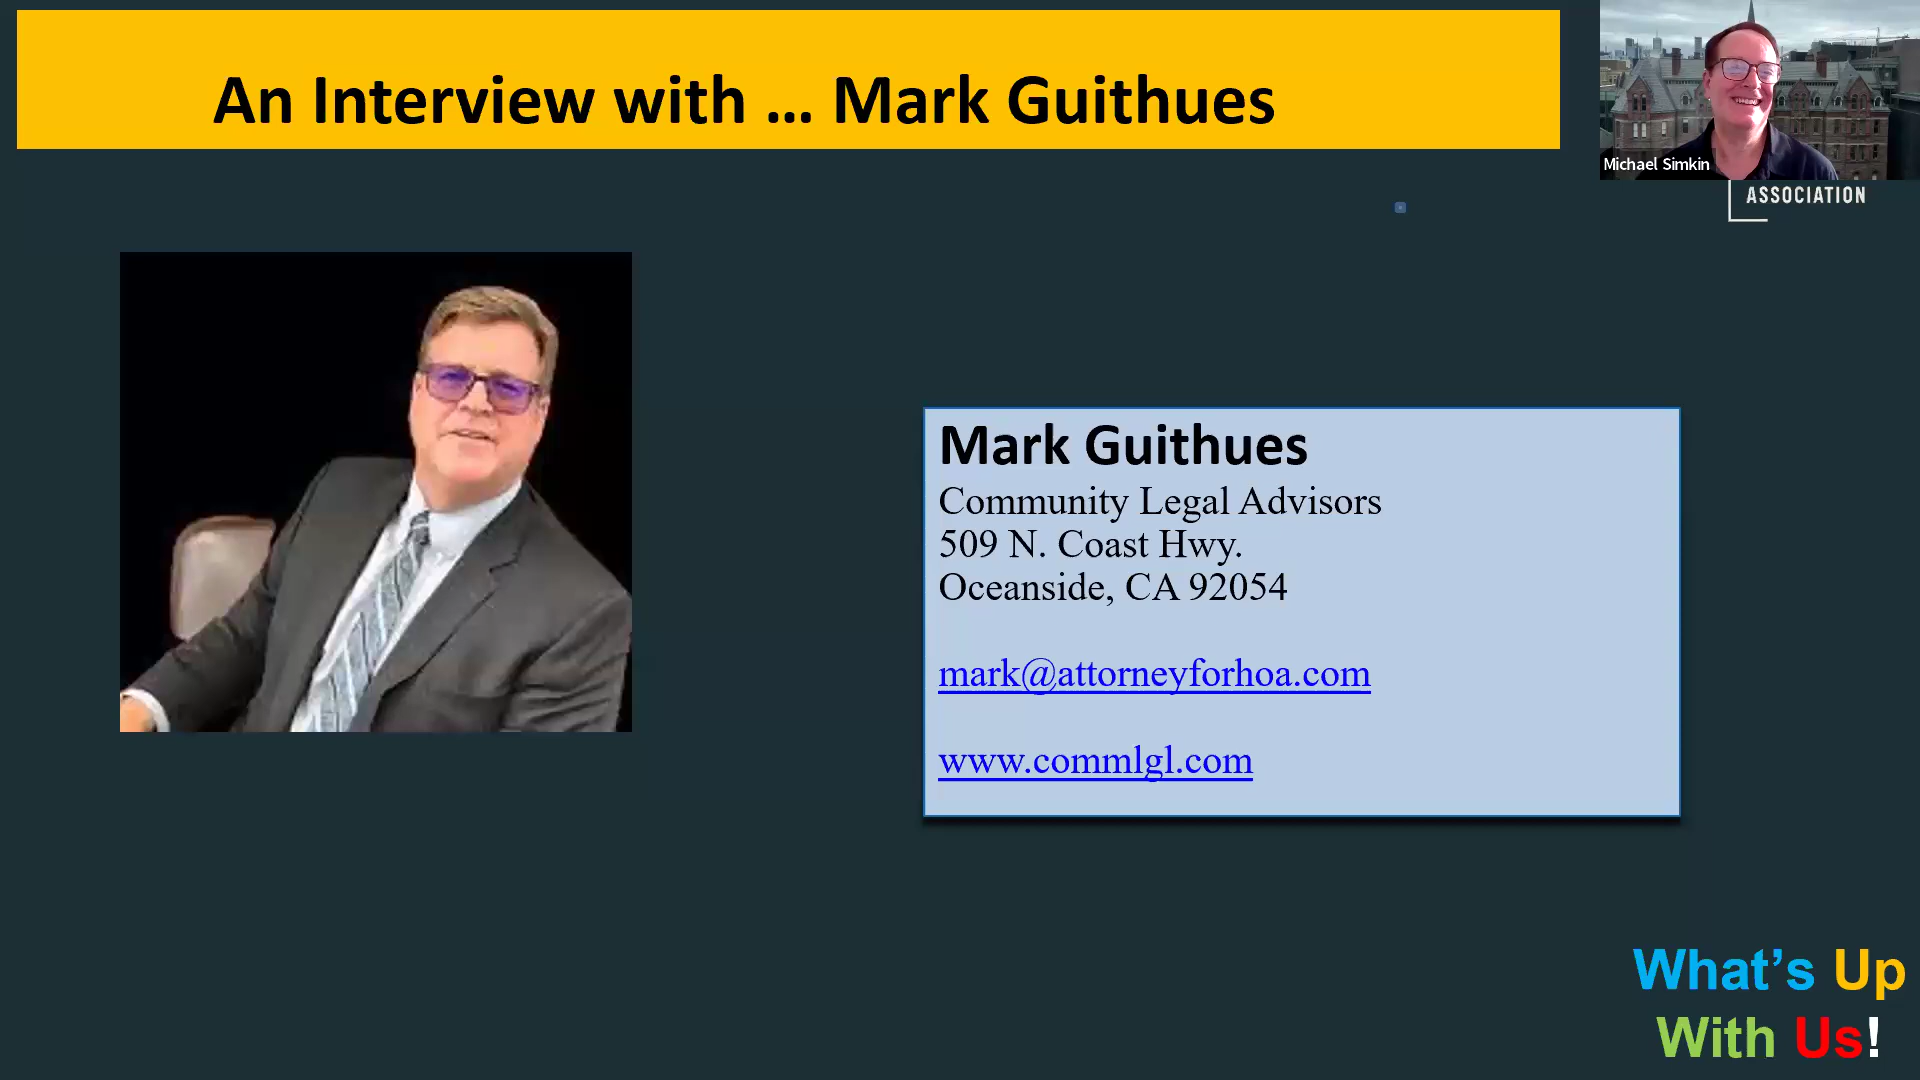 An Interview with … Mark Guithues
Michael Simkin
ASSOCIATION
Mark Guithues
Community Legal Advisors
509 N. Coast Hwy.
Oceanside, CA 92054
mark@attorneyforhoa.com
www.commlgl.com
What’s Up
With Us!